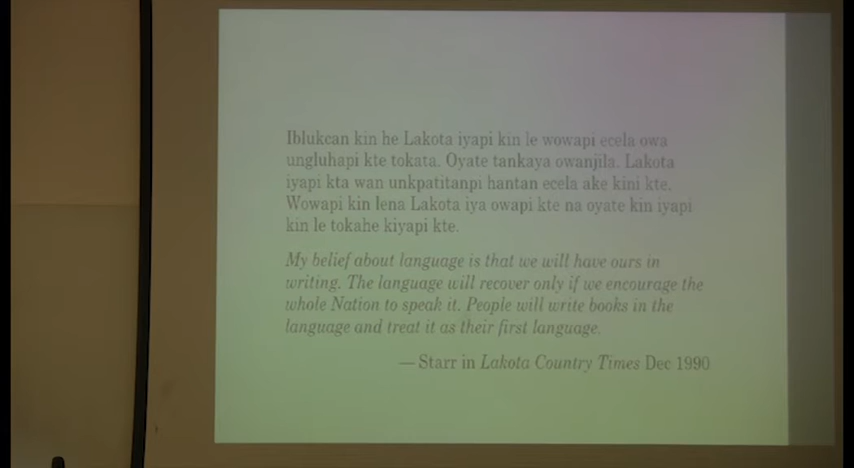 Iblukcan kin he Lakota iyapi kin le wowapi ecela owa
ungluhapi kte tokata. Oyate tankaya owanjila. Lakota
iyapi kta wan unkpatitanpi hantan ecela ake kini kte.
Wowapi kin lena Lakota iya owapi kte na oyate kin iyapi
kin le tokahe kiyapi kte.
My belief about language is that we will have ours in
writing. The language will recover only if we encourage the
whole Nation to speak it. People will write books in the
language and treat it as their first language.
— Starr in Lakota Country Times Dec 1990